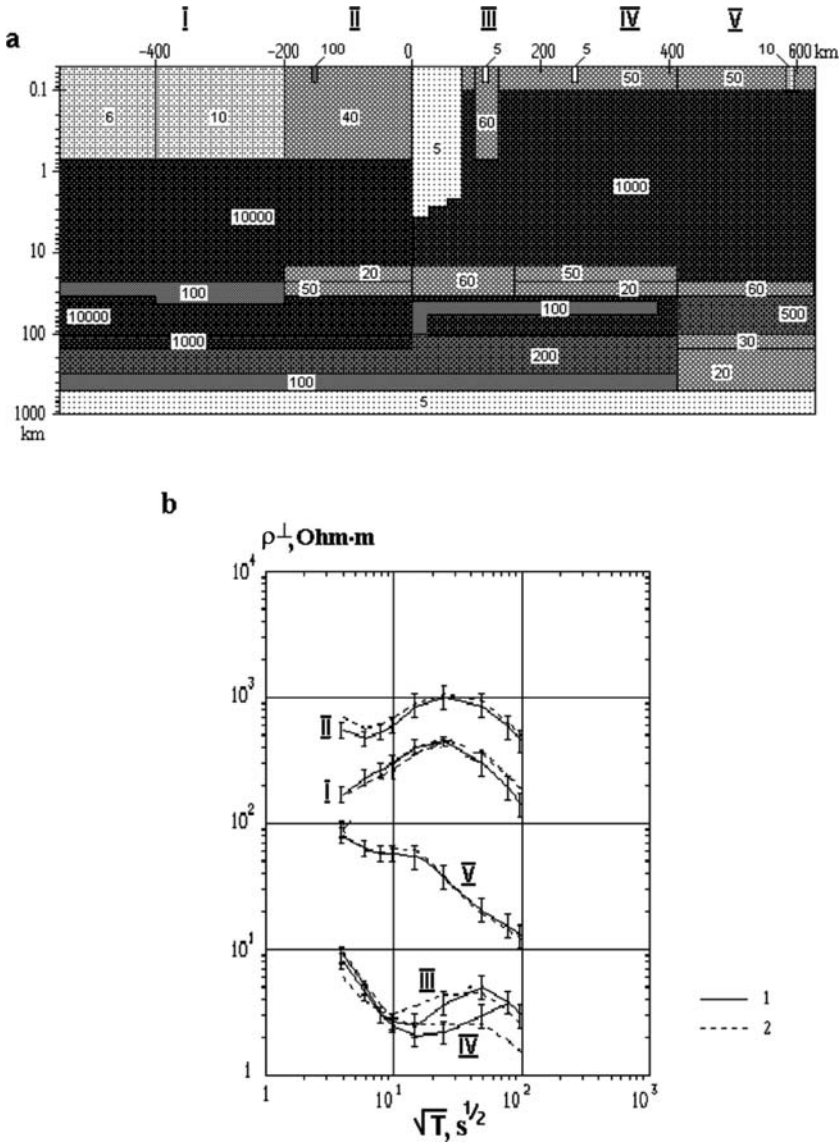 I II III IV V
a
−400 −200 100 0 5 200 5 400 10 600 km
0.1 50 50
6 10 40 60
5
1
10000 1000
10
20 50
100 50 60 20 60
100
10000 500
100
1000 30
200
100 20
5
1000
km
b
ρ⊥, Ohm·m
10⁴
10³
II
I
10²
V
10¹
III
IV
1
1 10¹ 10² 10³
√T, s^1/2
1
2